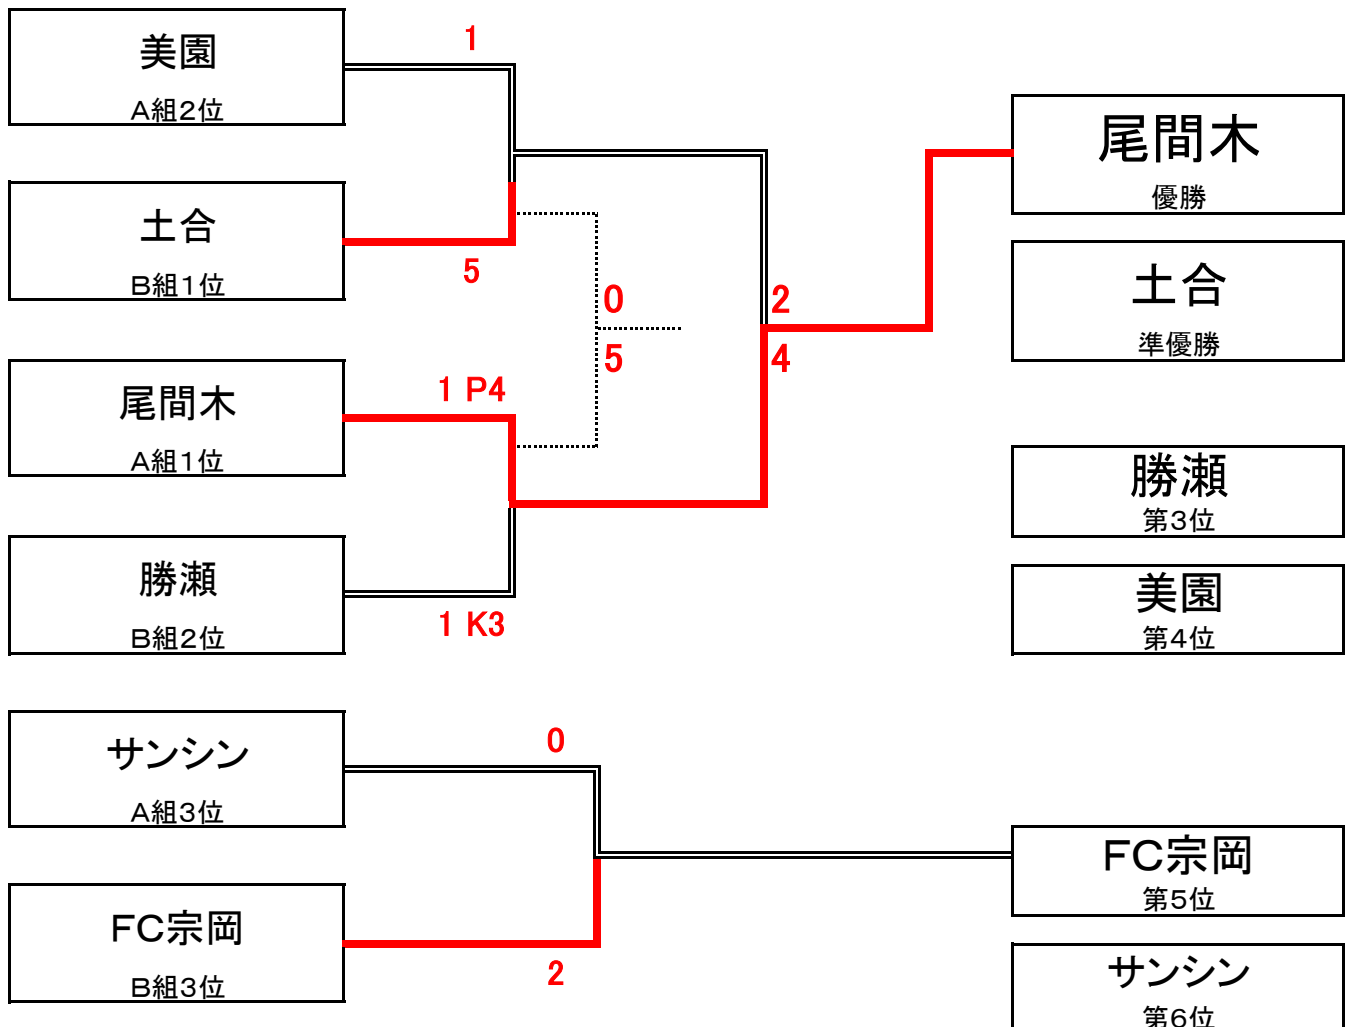 美園
A組2位
1
土合
B組1位
5
尾間木
A組1位
1 P4
勝瀬
B組2位
1 K3
0
5
2
4
尾間木
優勝
土合
準優勝
勝瀬
第3位
美園
第4位
サンシン
A組3位
0
FC宗岡
B組3位
2
FC宗岡
第5位
サンシン
第6位